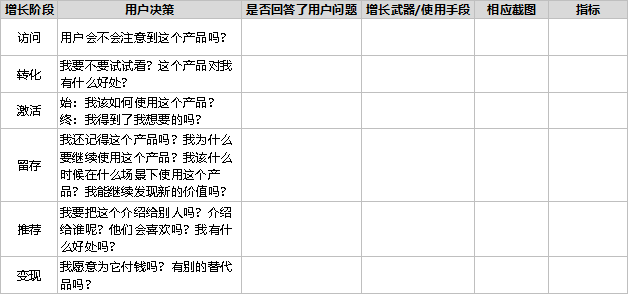 增长阶段 用户决策 是否回答了用户问题 增长武器/使用手段 相应截图 指标
访问 用户会不会注意到这个产品吗？
转化 我要不要试试看？这个产品对我
有什么好处？
激活 始：我该如何使用这个产品？
终：我得到了我想要的吗？
留存 我还记得这个产品吗？我为什么
要继续使用这个产品？我该什么
时候在什么场景下使用这个产
品？我能继续发现新的价值吗？
推荐 我要把这个介绍给别人吗？介绍
给谁呢？他们会喜欢吗？我有什
么好处吗？
变现 我愿意为它付钱吗？有别的替代
品吗？